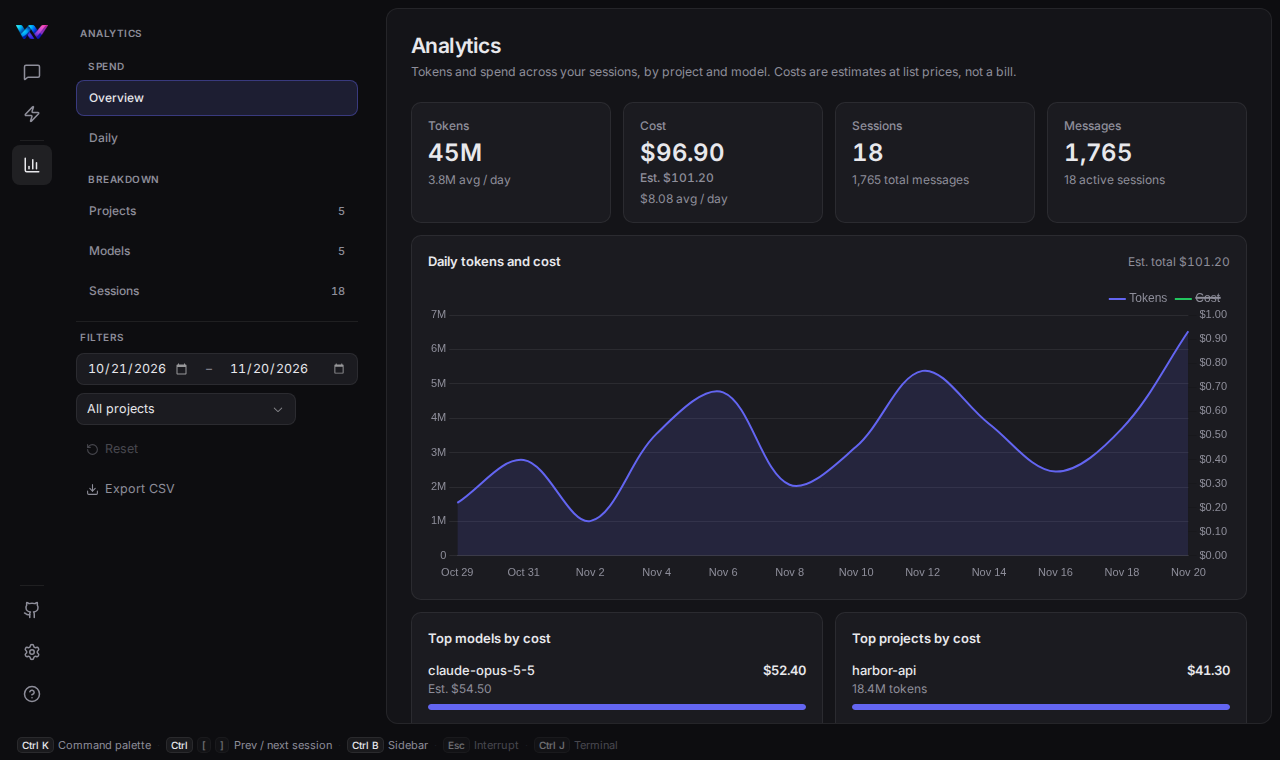 ANALYTICS
SPEND
Overview
Daily
BREAKDOWN
Projects 5
Models 5
Sessions 18
FILTERS
10/21/2026 – 11/20/2026
All projects
Reset
Export CSV
Analytics
Tokens and spend across your sessions, by project and model. Costs are estimates at list prices, not a bill.
Tokens
45M
3.8M avg / day
Cost
$96.90
Est. $101.20
$8.08 avg / day
Sessions
18
1,765 total messages
Messages
1,765
18 active sessions
Daily tokens and cost
Est. total $101.20
Tokens Cost
7M $1.00
$0.90
6M
$0.80
5M
$0.70
4M
$0.60
$0.50
3M
$0.40
2M
$0.30
$0.20
1M
$0.10
0 $0.00
Oct 29 Oct 31 Nov 2 Nov 4 Nov 6 Nov 8 Nov 10 Nov 12 Nov 14 Nov 16 Nov 18 Nov 20
Top models by cost
claude-opus-5-5 $52.40
Est. $54.50
Top projects by cost
harbor-api $41.30
18.4M tokens
Ctrl K Command palette Ctrl [ ] Prev / next session Ctrl B Sidebar Esc Interrupt Ctrl J Terminal